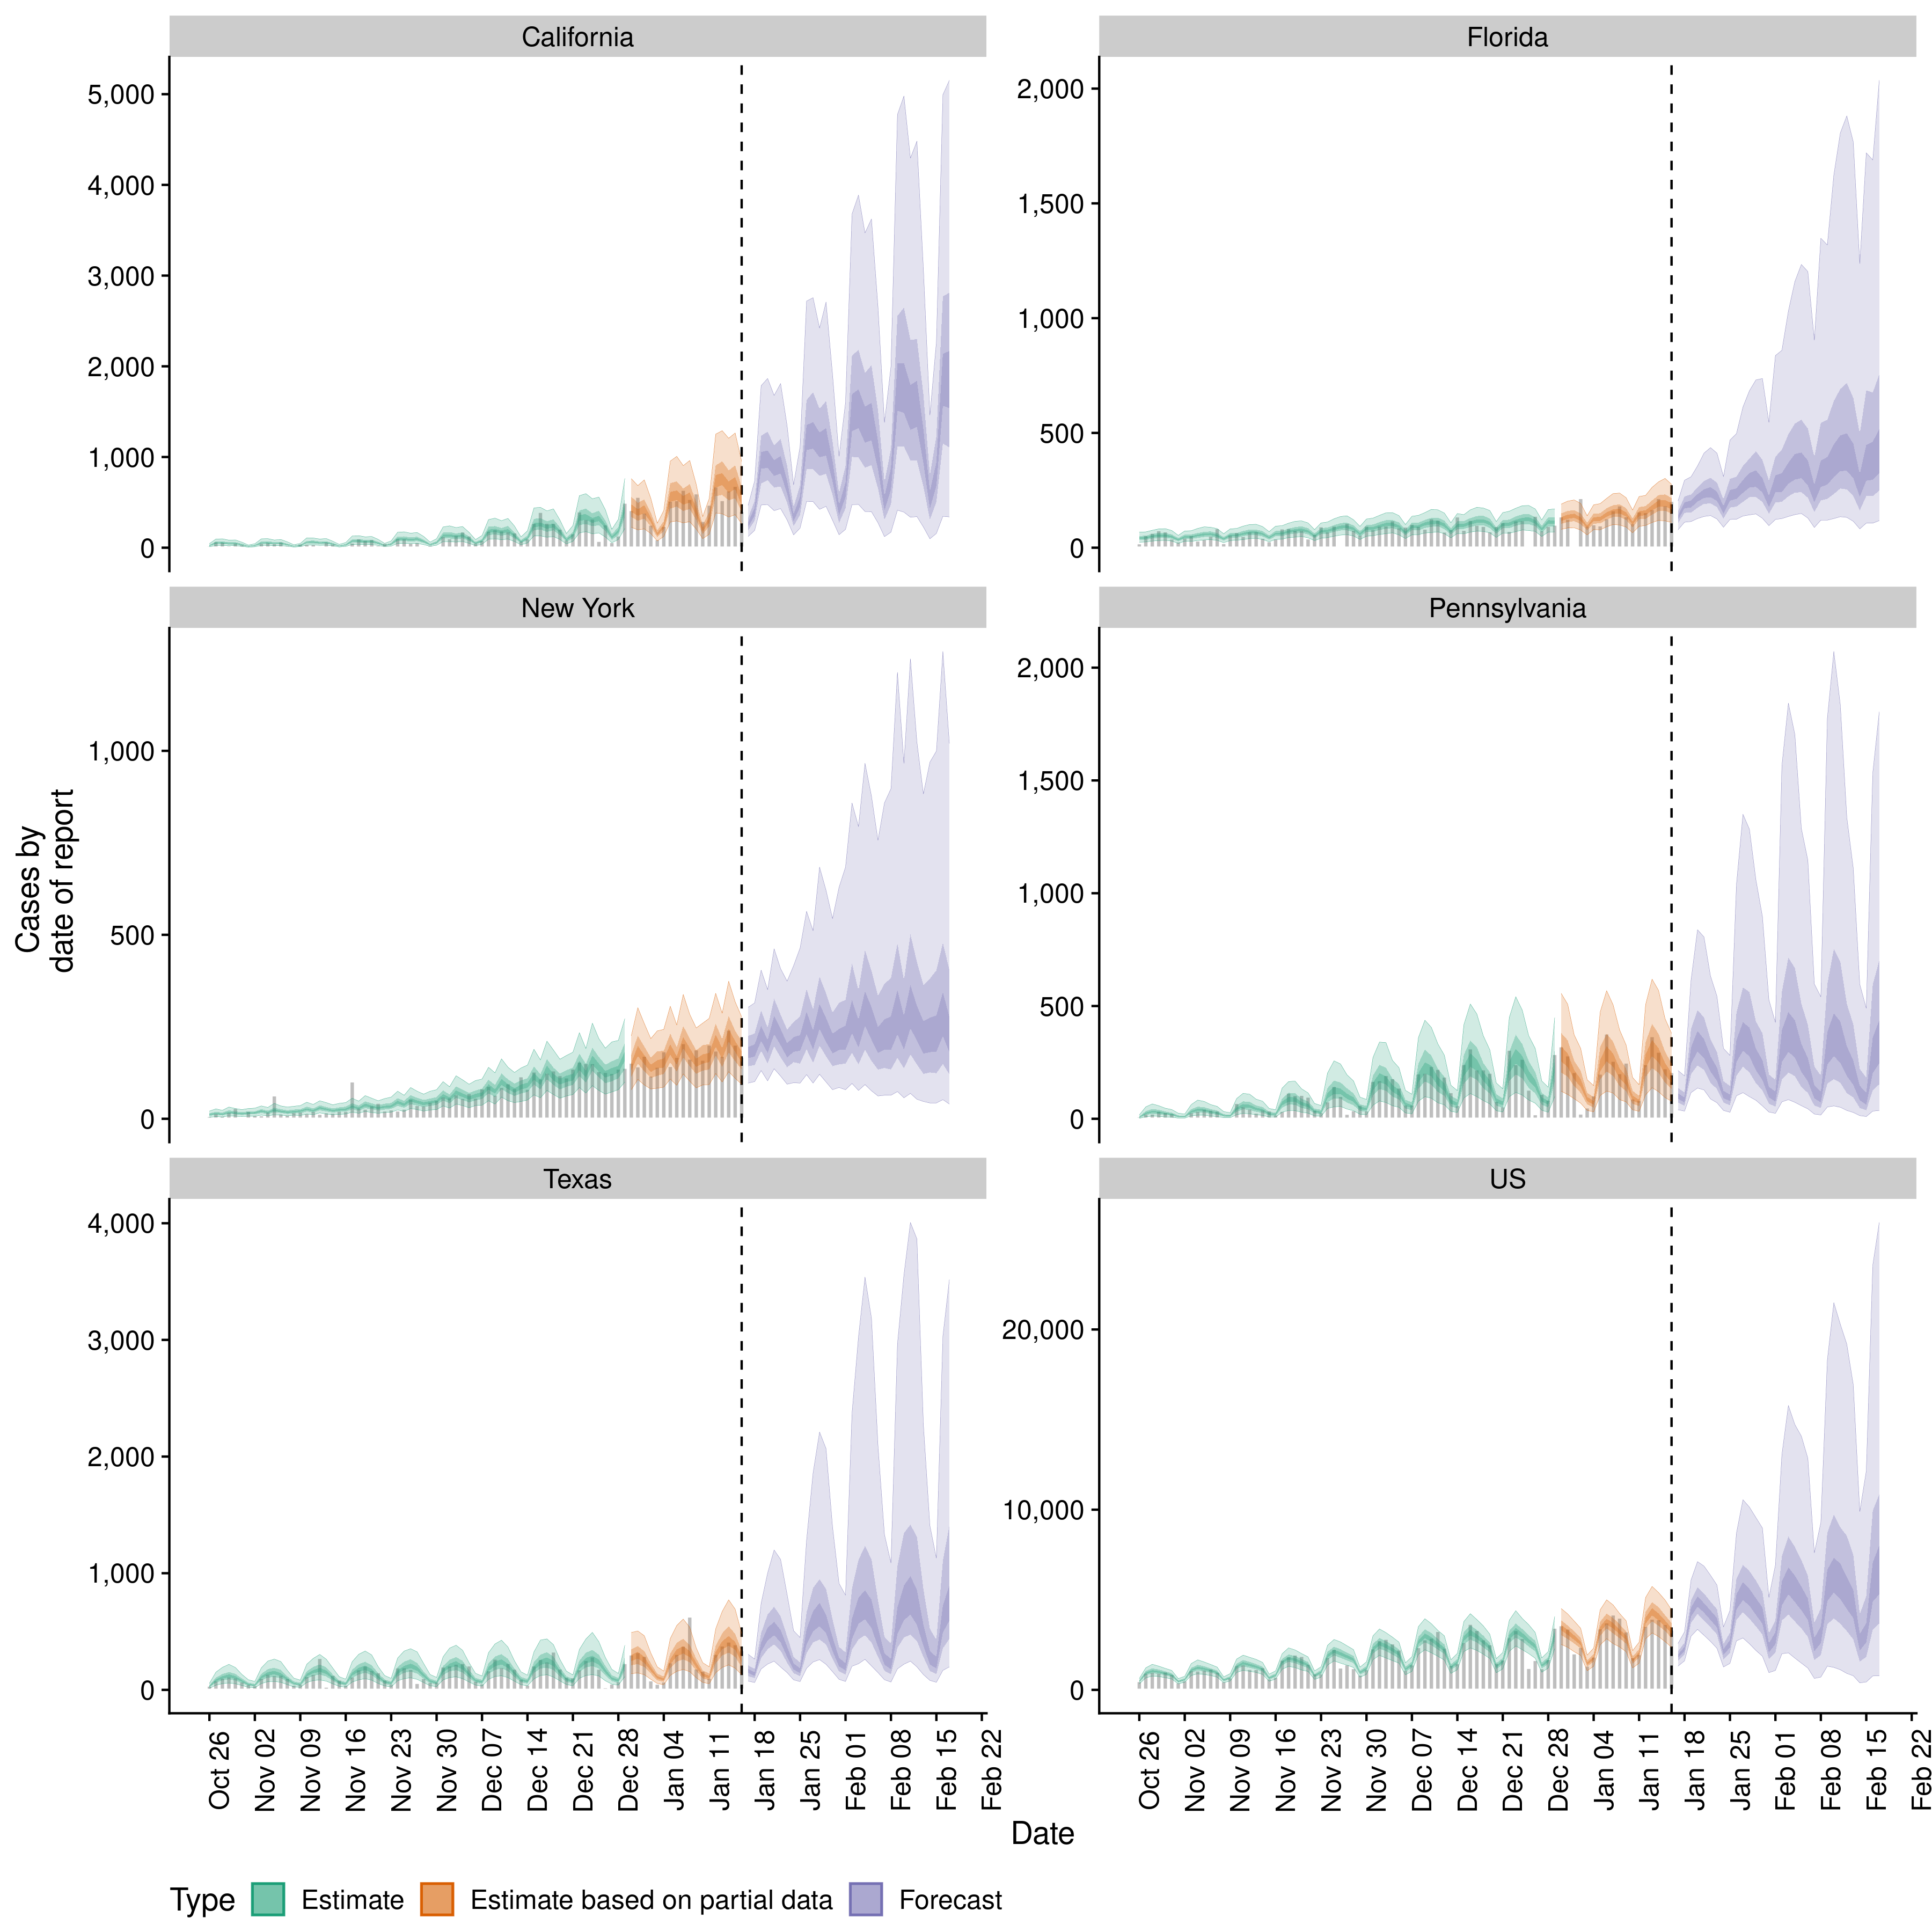 California
Florida
5,000
4,000
3,000
2,000
1,000
0
2,000
1,500
1,000
500
0
New York
Pennsylvania
1,000
500
0
2,000
1,500
1,000
500
0
Texas
US
4,000
3,000
2,000
1,000
0
20,000
10,000
0
Cases by
date of report
Oct 26
Nov 02
Nov 09
Nov 16
Nov 23
Nov 30
Dec 07
Dec 14
Dec 21
Dec 28
Jan 04
Jan 11
Jan 18
Jan 25
Feb 01
Feb 08
Feb 15
Feb 22
Oct 26
Nov 02
Nov 09
Nov 16
Nov 23
Nov 30
Dec 07
Dec 14
Dec 21
Dec 28
Jan 04
Jan 11
Jan 18
Jan 25
Feb 01
Feb 08
Feb 15
Feb 22
Date
Type Estimate Estimate based on partial data Forecast